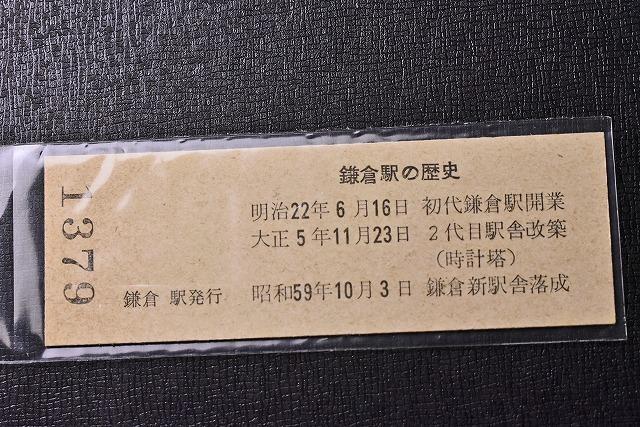 鎌倉駅の歴史
明治22年 6月16日 初代鎌倉駅開業
大正 5年11月23日 2代目駅舎改築
(時計塔)
昭和59年10月 3日 鎌倉新駅舎落成
鎌倉 駅発行
1379